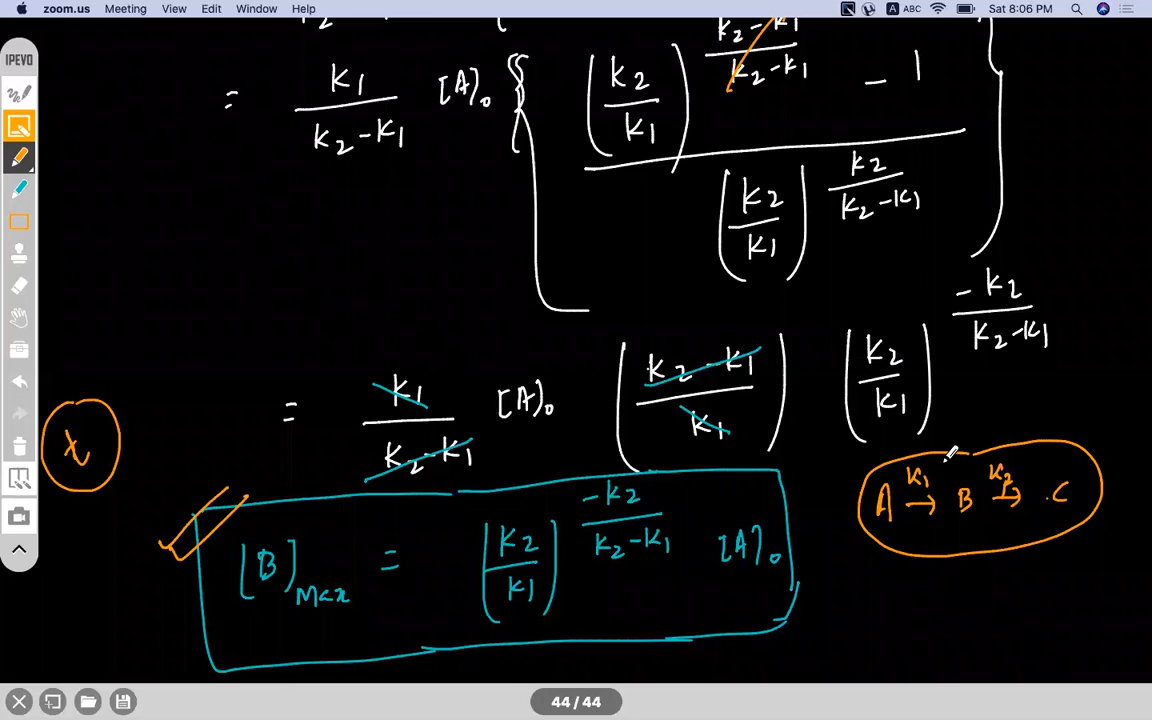 zoom.us Meeting View Edit Window Help ABC Sat 8:06 PM
IPEVO
= K1 / (K2 - K1) [A]0 { ( (K2 / K1)^((K2 - K1) / (K2 - K1)) - 1 ) / (K2 / K1)^(K2 / (K2 - K1)) }
= K1 / (K2 - K1) [A]0 ( (K2 - K1) / K1 ) (K2 / K1)^(-K2 / (K2 - K1))
t
A →K1 B →K2 C
[B]Max = (K2 / K1)^(-K2 / (K2 - K1)) [A]0
44 / 44